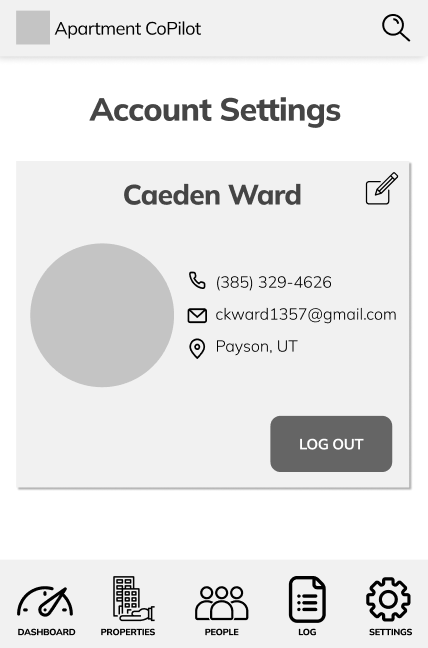 Apartment CoPilot
Account Settings
Caeden Ward
(385) 329-4626
ckward1357@gmail.com
Payson, UT
LOG OUT
DASHBOARD PROPERTIES PEOPLE LOG SETTINGS